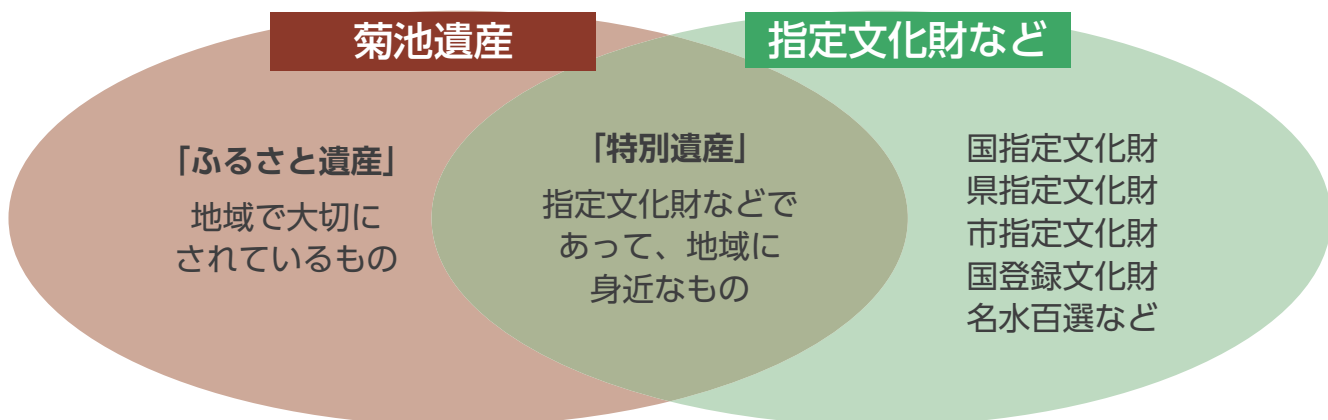 菊池遺産
指定文化財など
「ふるさと遺産」
地域で大切に
されているもの
「特別遺産」
指定文化財などで
あって、地域に
身近なもの
国指定文化財
県指定文化財
市指定文化財
国登録文化財
名水百選など